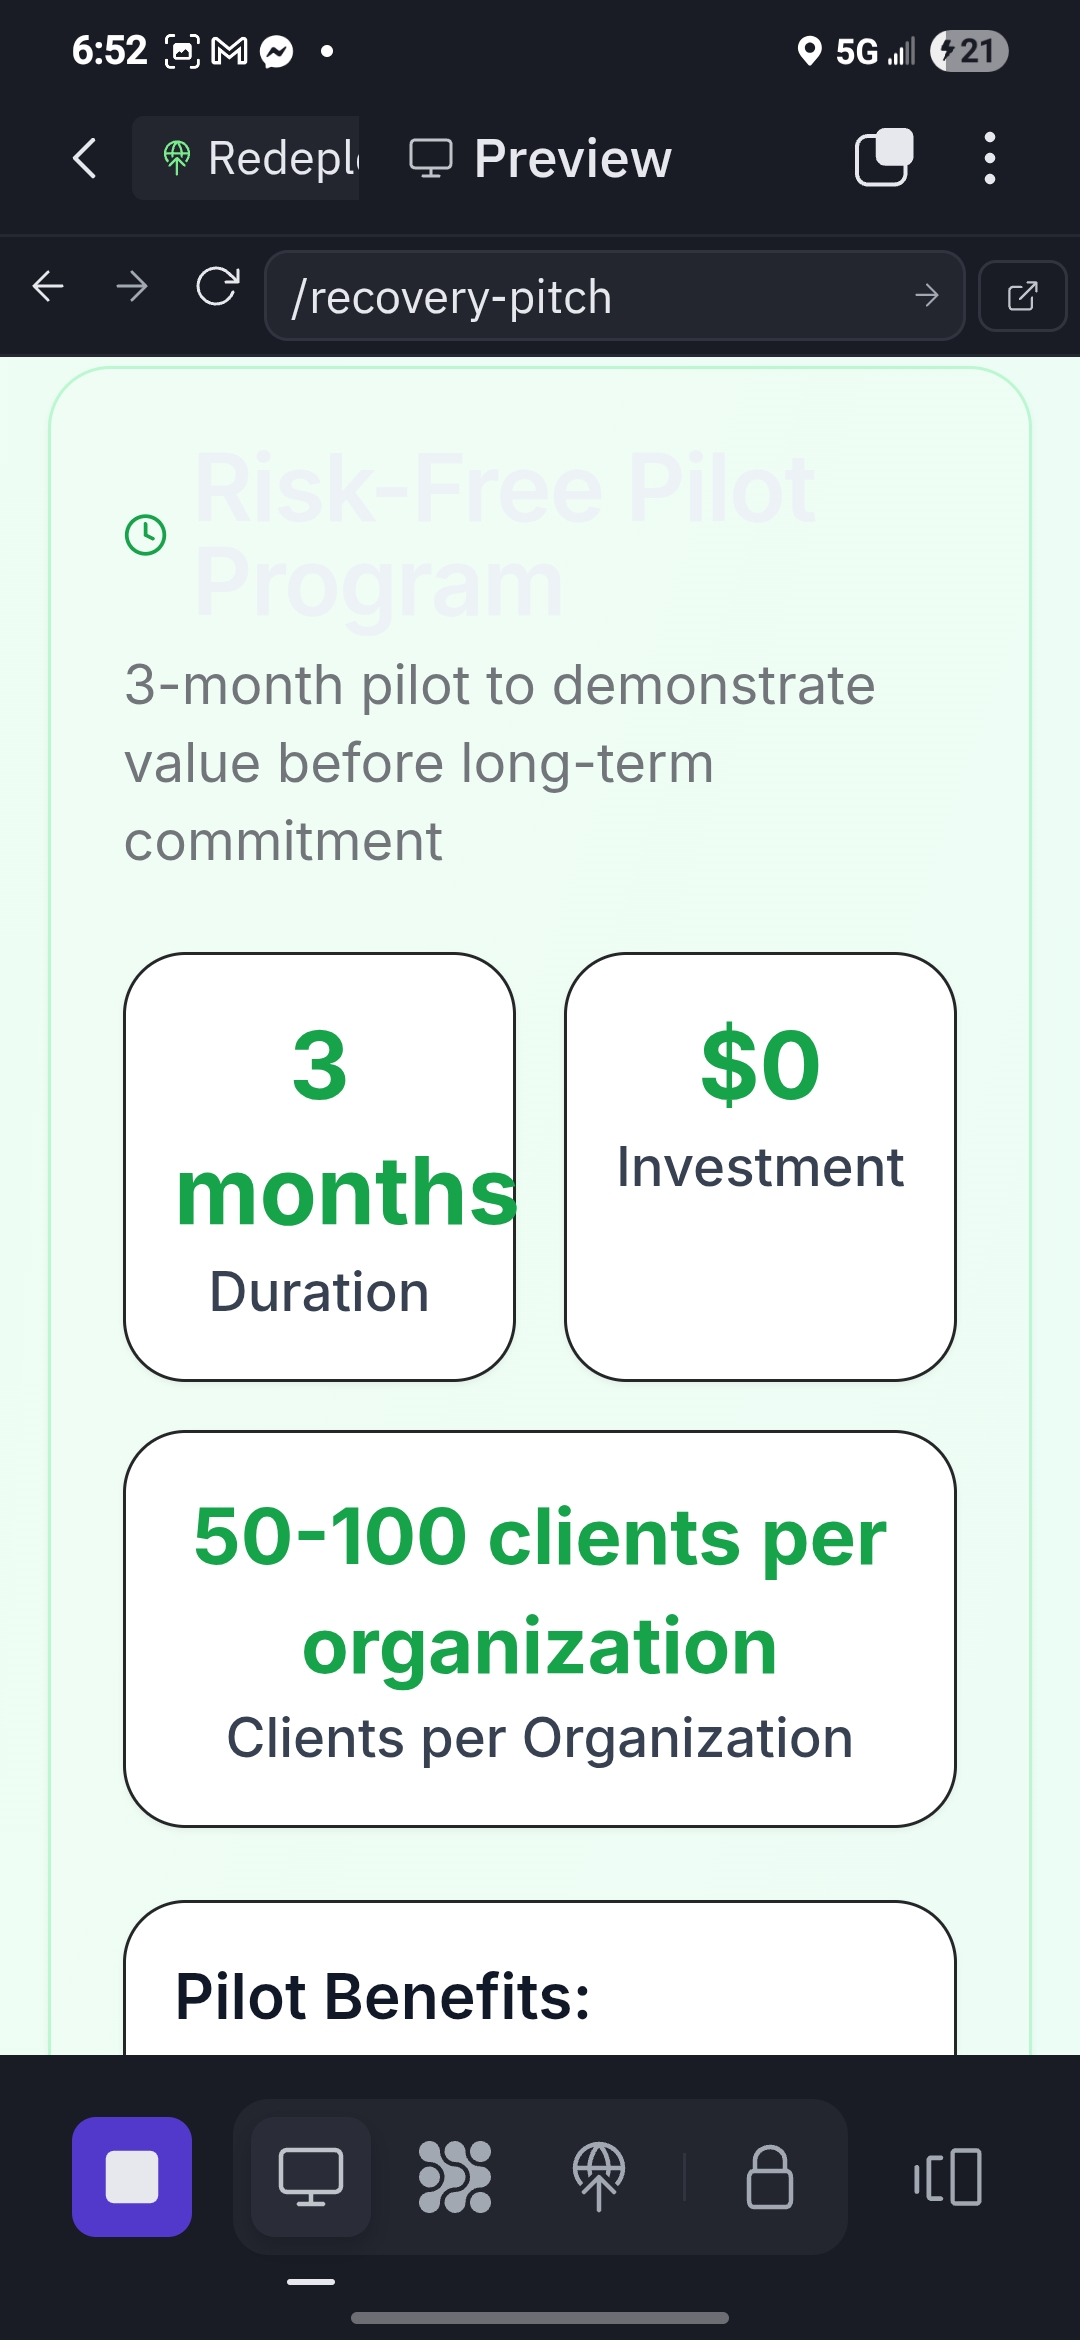 6:52
5G
21
Redepl
Preview
/recovery-pitch
Risk-Free Pilot
Program
3-month pilot to demonstrate
value before long-term
commitment
3
months
Duration
$0
Investment
50-100 clients per
organization
Clients per Organization
Pilot Benefits: